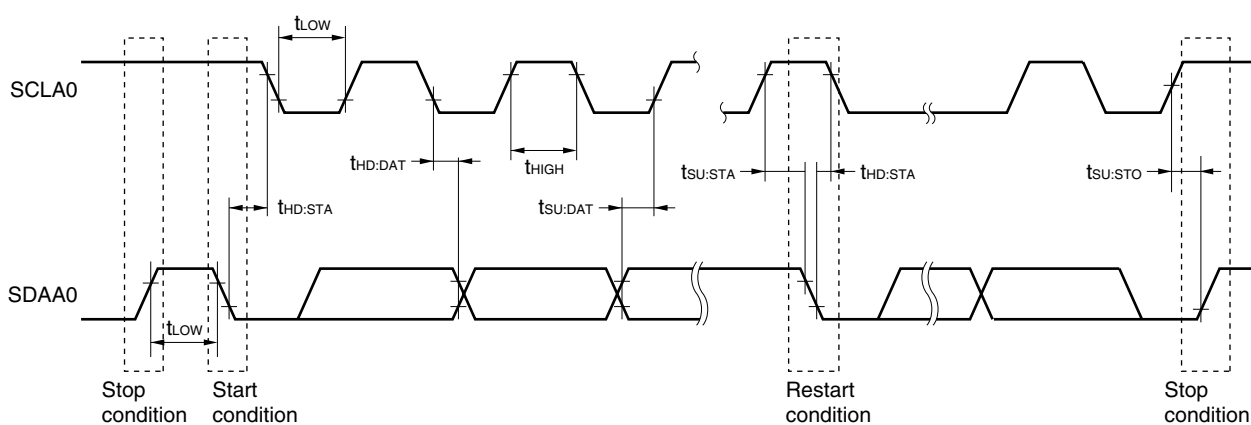 tLOW
SCLA0
tHD:DAT
tHIGH
tSU:STA
tHD:STA
tSU:STO
tHD:STA
tSU:DAT
SDAA0
tLOW
Stop
condition
Start
condition
Restart
condition
Stop
condition